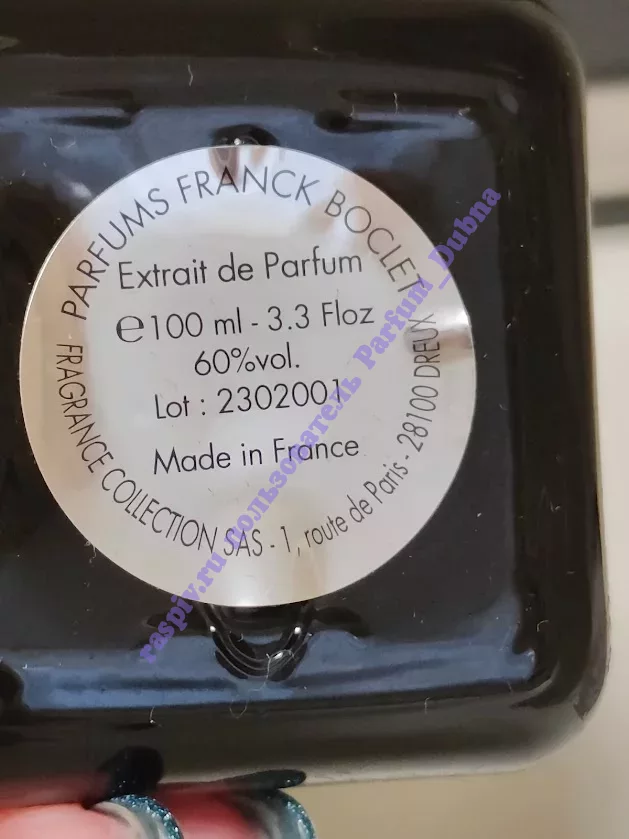 PARFUMS FRANCK BOCLET
Extrait de Parfum
℮100 ml - 3.3 Floz
60%vol.
Lot : 2302001
Made in France
FRAGRANCE COLLECTION SAS - 1, route de Paris - 28100 DREUX
raspiv.ru пользователь Parfum_Dubna